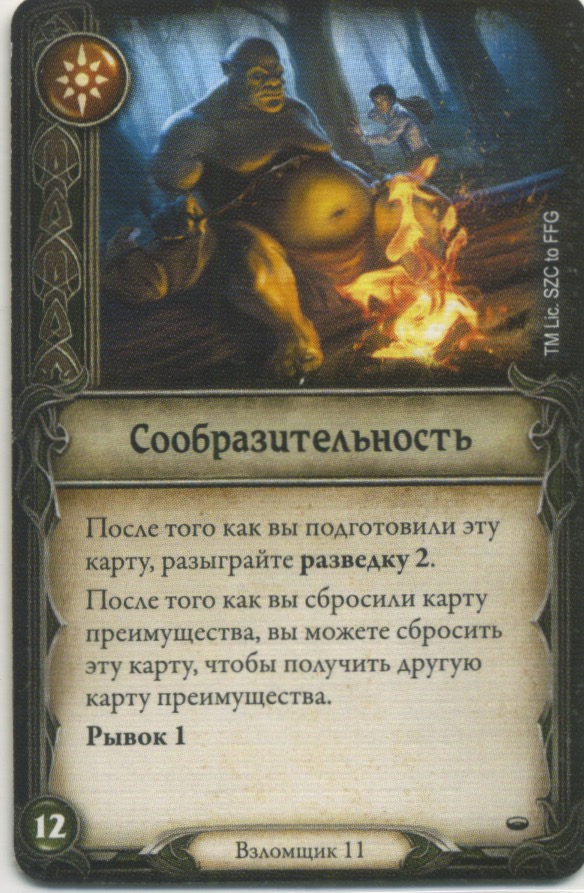 TM Lic. SZC to FFG
Сообразительность
После того как вы подготовили эту
карту, разыграйте разведку 2.
После того как вы сбросили карту
преимущества, вы можете сбросить
эту карту, чтобы получить другую
карту преимущества.
Рывок 1
12
Взломщик 11